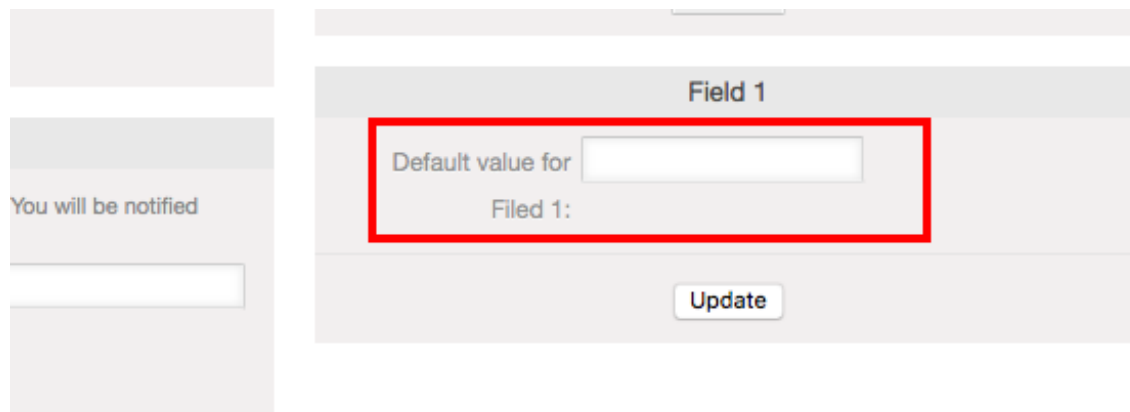 Field 1
Default value for
You will be notified
Filed 1:
Update